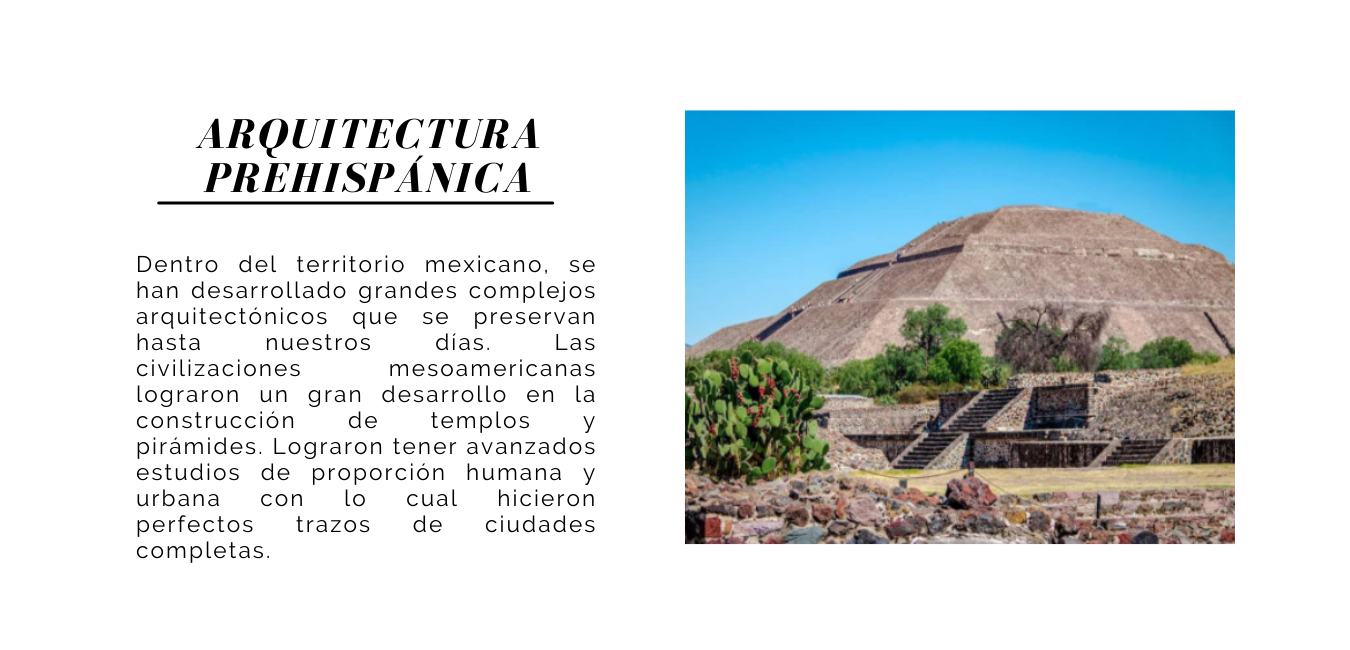 ARQUITECTURA
PREHISPÁNICA
Dentro del territorio mexicano, se
han desarrollado grandes complejos
arquitectónicos que se preservan
hasta nuestros días. Las
civilizaciones mesoamericanas
lograron un gran desarrollo en la
construcción de templos y
pirámides. Lograron tener avanzados
estudios de proporción humana y
urbana con lo cual hicieron
perfectos trazos de ciudades
completas.